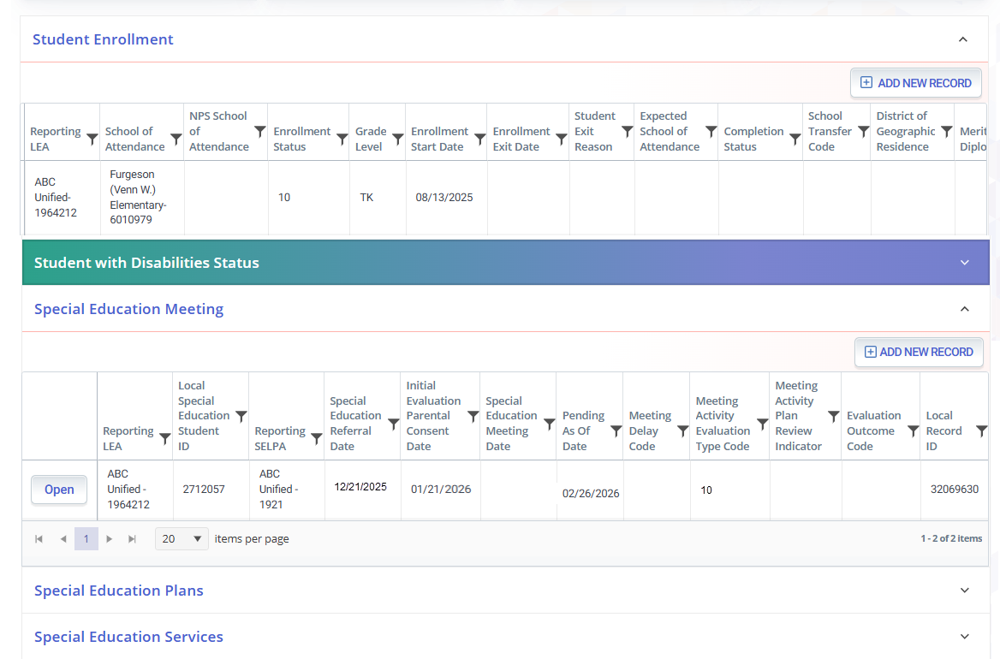 Student Enrollment
ADD NEW RECORD
Reporting LEA
School of Attendance
NPS School of Attendance
Enrollment Status
Grade Level
Enrollment Start Date
Enrollment Exit Date
Student Exit Reason
Expected School of Attendance
Completion Status
School Transfer Code
District of Geographic Residence
Merit Diplo
ABC Unified-1964212
Furgeson (Venn W.) Elementary-6010979
10
TK
08/13/2025
Student with Disabilities Status
Special Education Meeting
ADD NEW RECORD
Reporting LEA
Local Special Education Student ID
Reporting SELPA
Special Education Referral Date
Initial Evaluation Parental Consent Date
Special Education Meeting Date
Pending As Of Date
Meeting Delay Code
Meeting Activity Evaluation Type Code
Meeting Activity Plan Review Indicator
Evaluation Outcome Code
Local Record ID
Open
ABC Unified - 1964212
2712057
ABC Unified - 1921
12/21/2025
01/21/2026
02/26/2026
10
32069630
1
20
items per page
1 - 2 of 2 items
Special Education Plans
Special Education Services